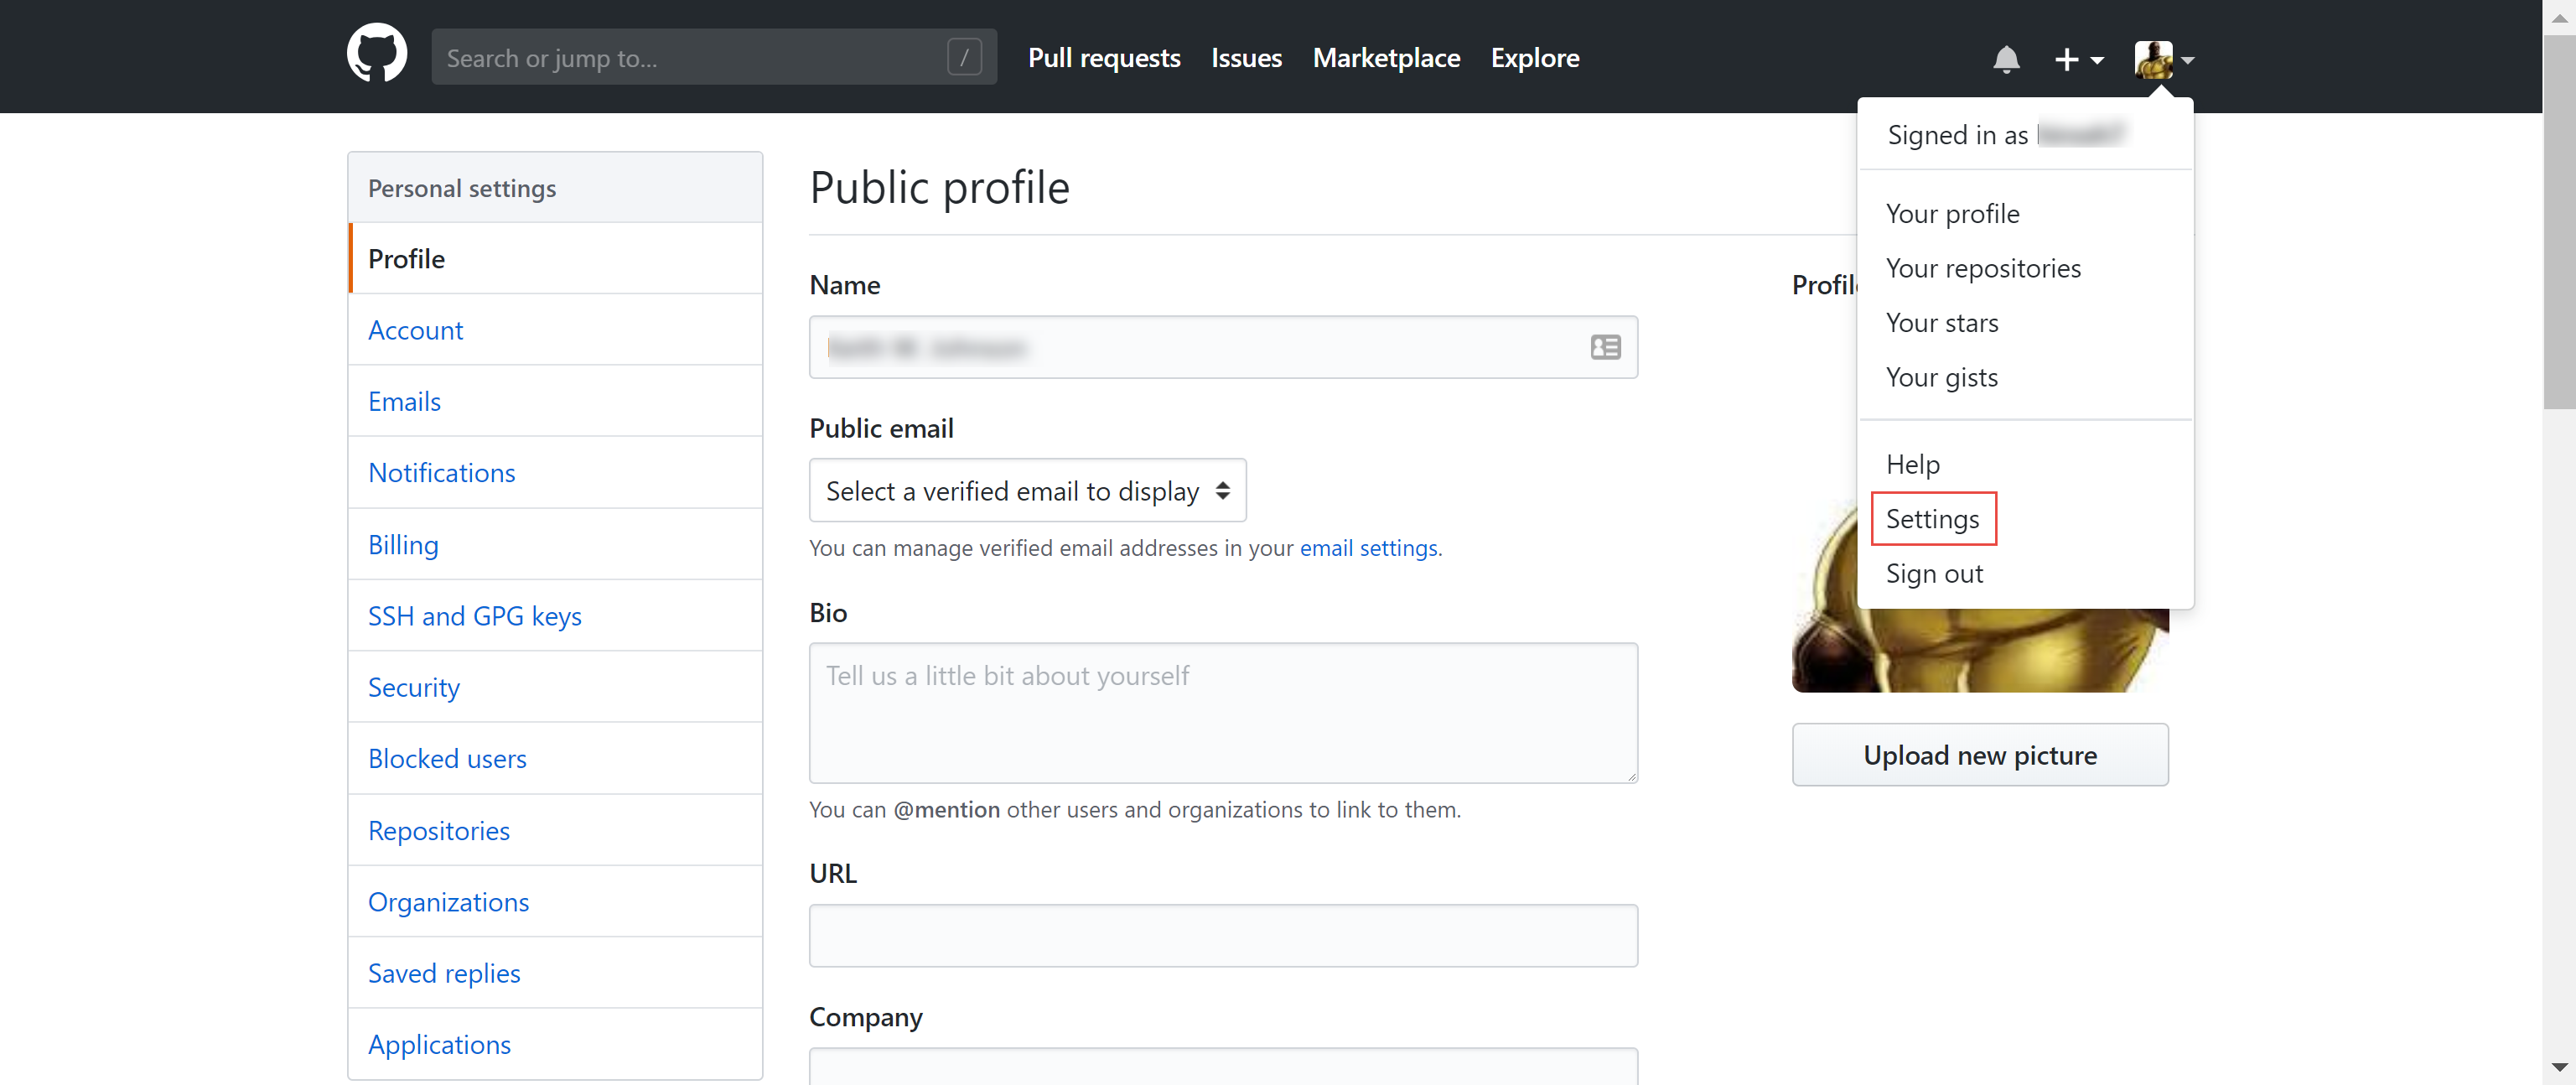 Search or jump to... /
Pull requests Issues Marketplace Explore
Signed in as
Your profile
Your repositories
Your stars
Your gists
Help
Settings
Sign out
Personal settings
Profile
Account
Emails
Notifications
Billing
SSH and GPG keys
Security
Blocked users
Repositories
Organizations
Saved replies
Applications
Public profile
Name
Public email
Select a verified email to display
You can manage verified email addresses in your email settings.
Bio
Tell us a little bit about yourself
You can @mention other users and organizations to link to them.
URL
Company
Upload new picture